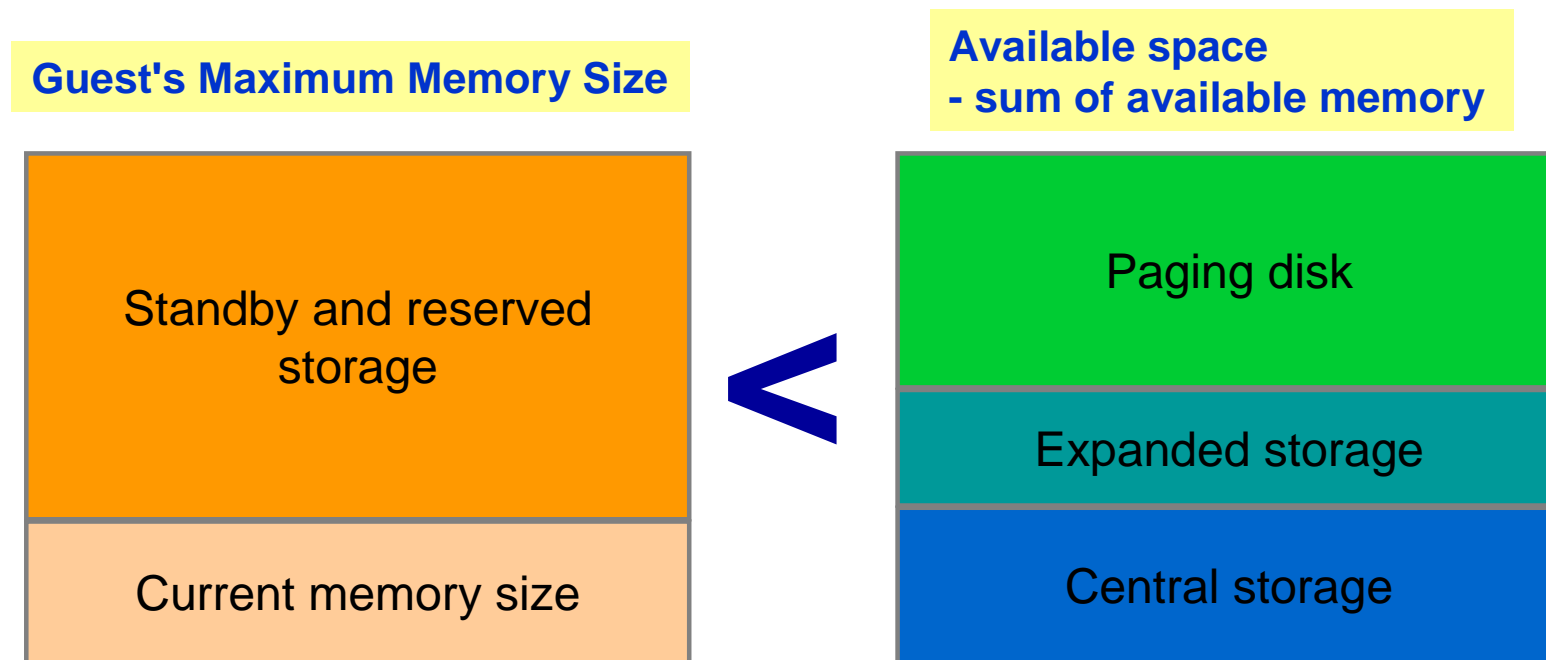 Guest's Maximum Memory Size
Available space
- sum of available memory
Standby and reserved
storage
Current memory size
<
Paging disk
Expanded storage
Central storage